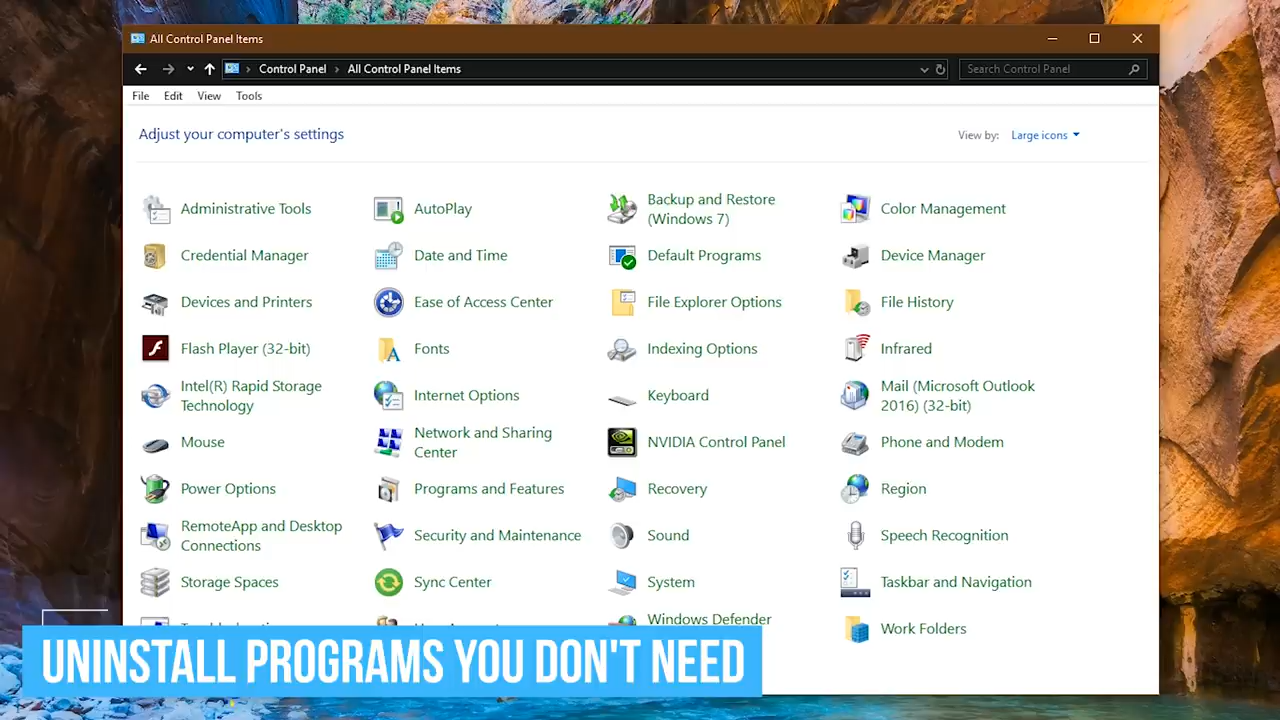 All Control Panel Items
Control Panel > All Control Panel Items
Search Control Panel
File Edit View Tools
Adjust your computer's settings
View by: Large icons
Administrative Tools
AutoPlay
Backup and Restore
(Windows 7)
Color Management
Credential Manager
Date and Time
Default Programs
Device Manager
Devices and Printers
Ease of Access Center
File Explorer Options
File History
Flash Player (32-bit)
Fonts
Indexing Options
Infrared
Intel(R) Rapid Storage
Technology
Internet Options
Keyboard
Mail (Microsoft Outlook
2016) (32-bit)
Mouse
Network and Sharing
Center
NVIDIA Control Panel
Phone and Modem
Power Options
Programs and Features
Recovery
Region
RemoteApp and Desktop
Connections
Security and Maintenance
Sound
Speech Recognition
Storage Spaces
Sync Center
System
Taskbar and Navigation
Windows Defender
Work Folders
UNINSTALL PROGRAMS YOU DON'T NEED